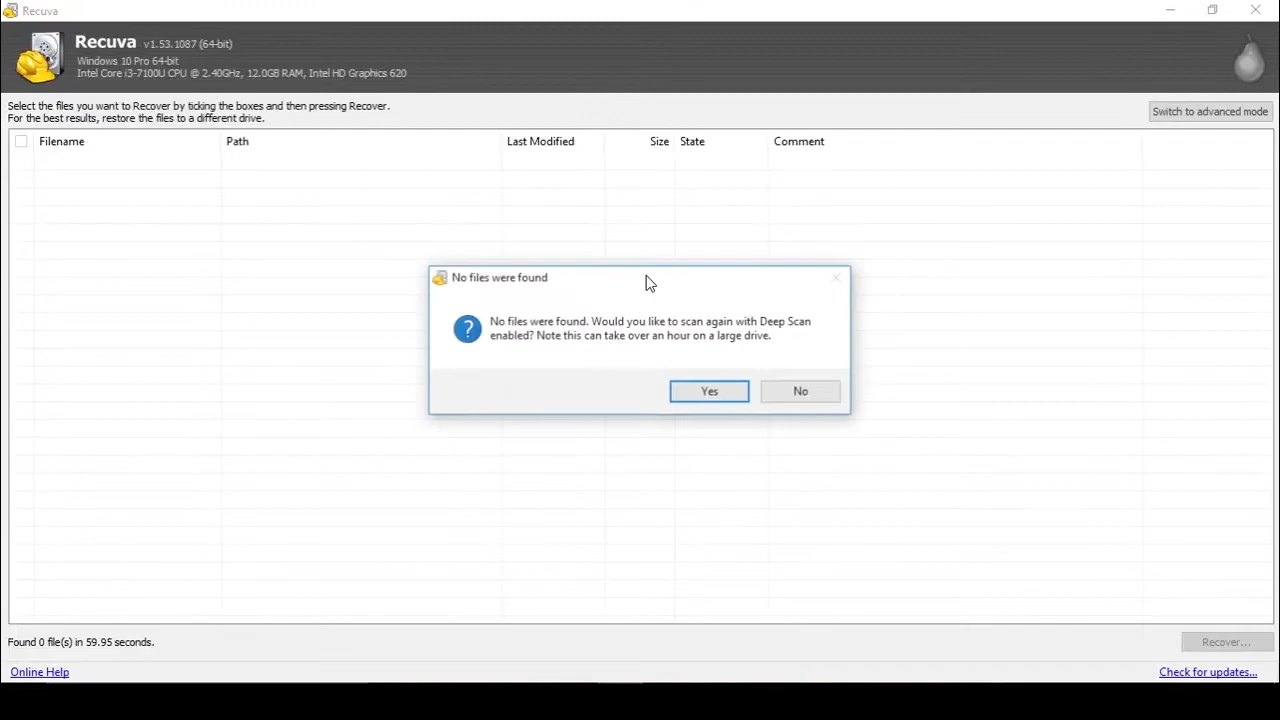 Recuva
Recuva v1.53.1087 (64-bit)
Windows 10 Pro 64-bit
Intel Core i3-7100U CPU @ 2.40GHz, 12.0GB RAM, Intel HD Graphics 620
Select the files you want to Recover by ticking the boxes and then pressing Recover.
For the best results, restore the files to a different drive.
Switch to advanced mode
Filename Path Last Modified Size State Comment
No files were found
No files were found. Would you like to scan again with Deep Scan
enabled? Note this can take over an hour on a large drive.
Yes No
Found 0 file(s) in 59.95 seconds.
Recover...
Online Help
Check for updates...